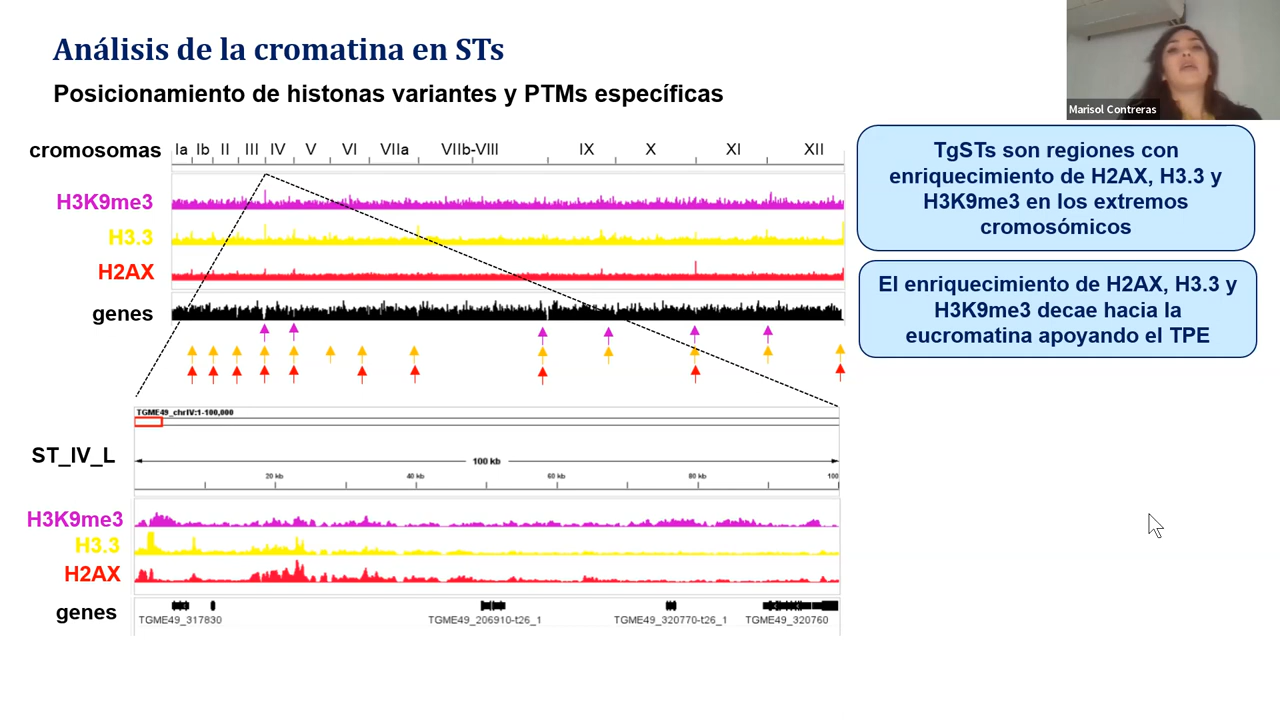 Análisis de la cromatina en STs
Posicionamiento de histonas variantes y PTMs específicas
Marisol Contreras
cromosomas
Ia Ib II III IV V VI VIIa VIIb-VIII IX X XI XII
H3K9me3
H3.3
H2AX
genes
TgSTs son regiones con
enriquecimiento de H2AX, H3.3 y
H3K9me3 en los extremos
cromosómicos
El enriquecimiento de H2AX, H3.3 y
H3K9me3 decae hacia la
eucromatina apoyando el TPE
TGME49_chrIV:1-100,000
ST_IV_L
100 kb
20 kb 40 kb 60 kb 80 kb 100
H3K9me3
H3.3
H2AX
genes
TGME49_317830 TGME49_206910-t26_1 TGME49_320770-t26_1 TGME49_320760